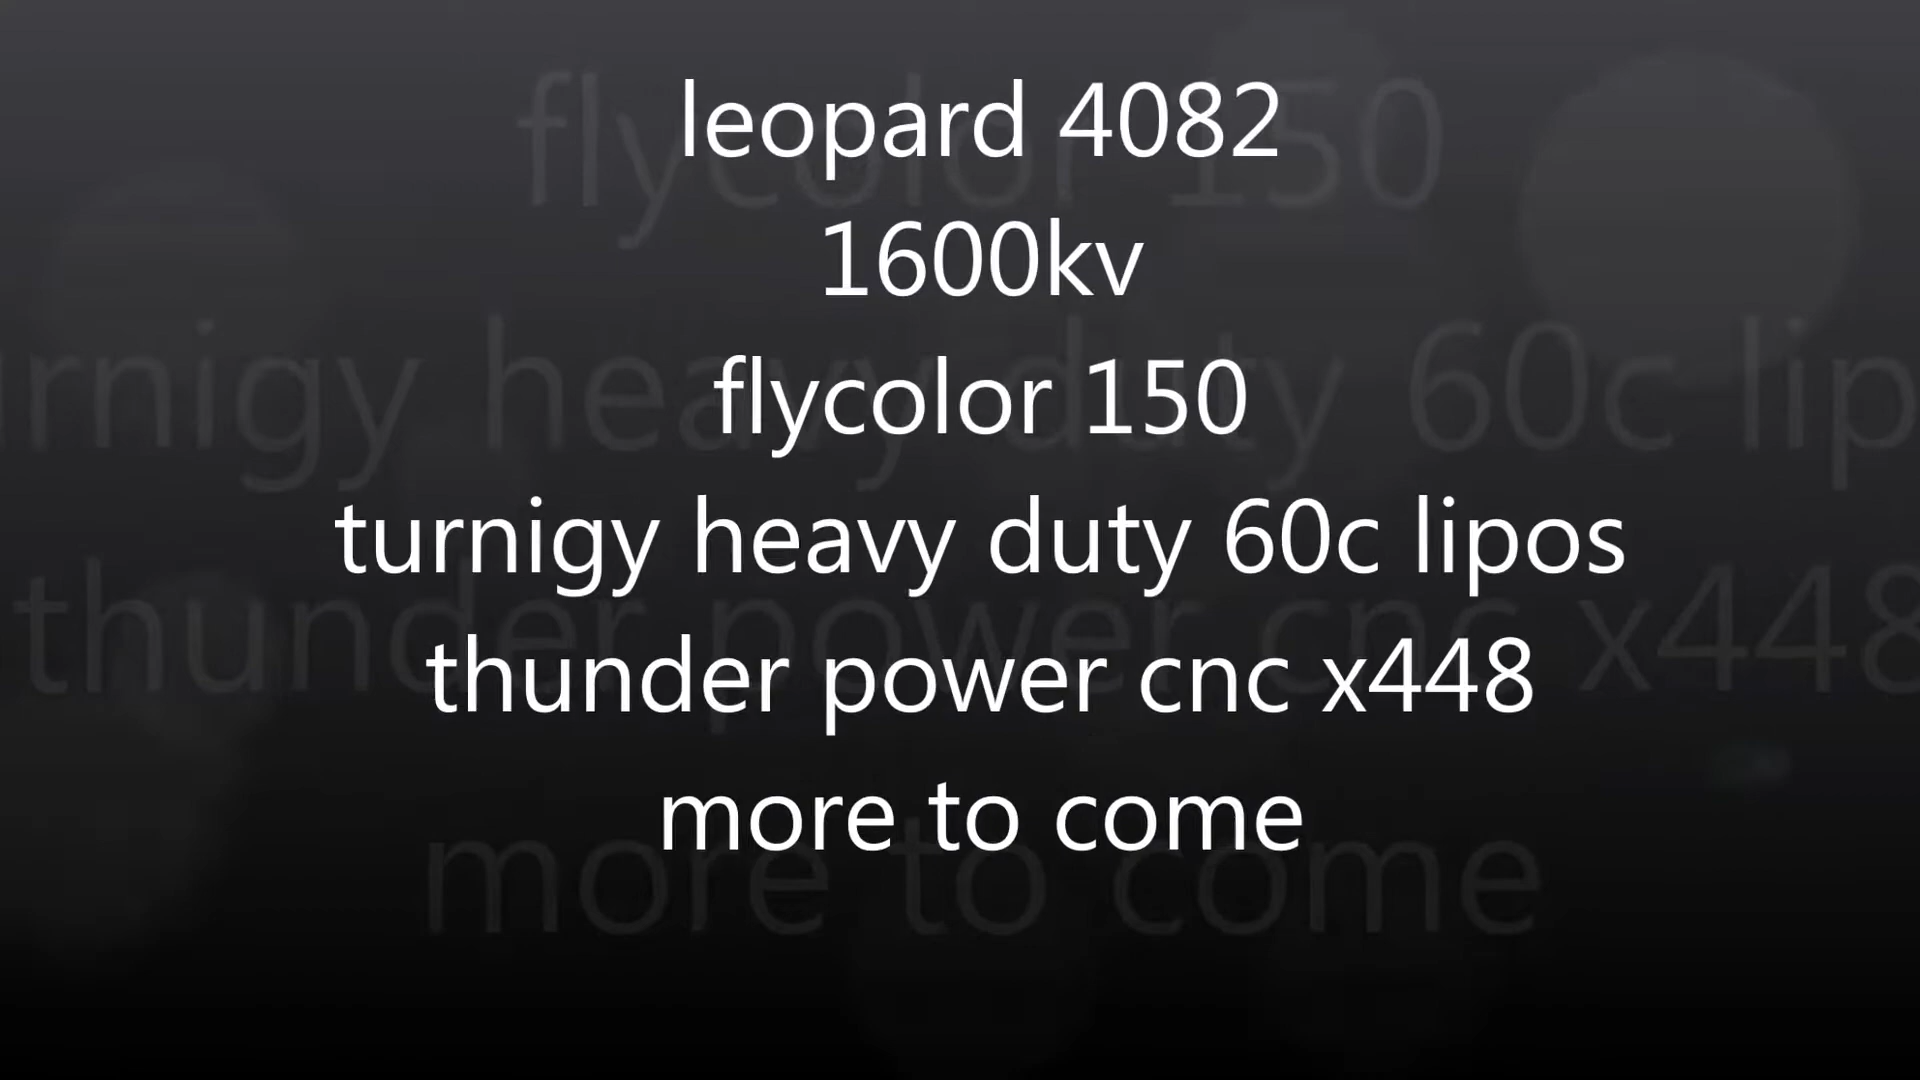 leopard 4082
1600kv
flycolor 150
turnigy heavy duty 60c lipos
thunder power cnc x448
more to come